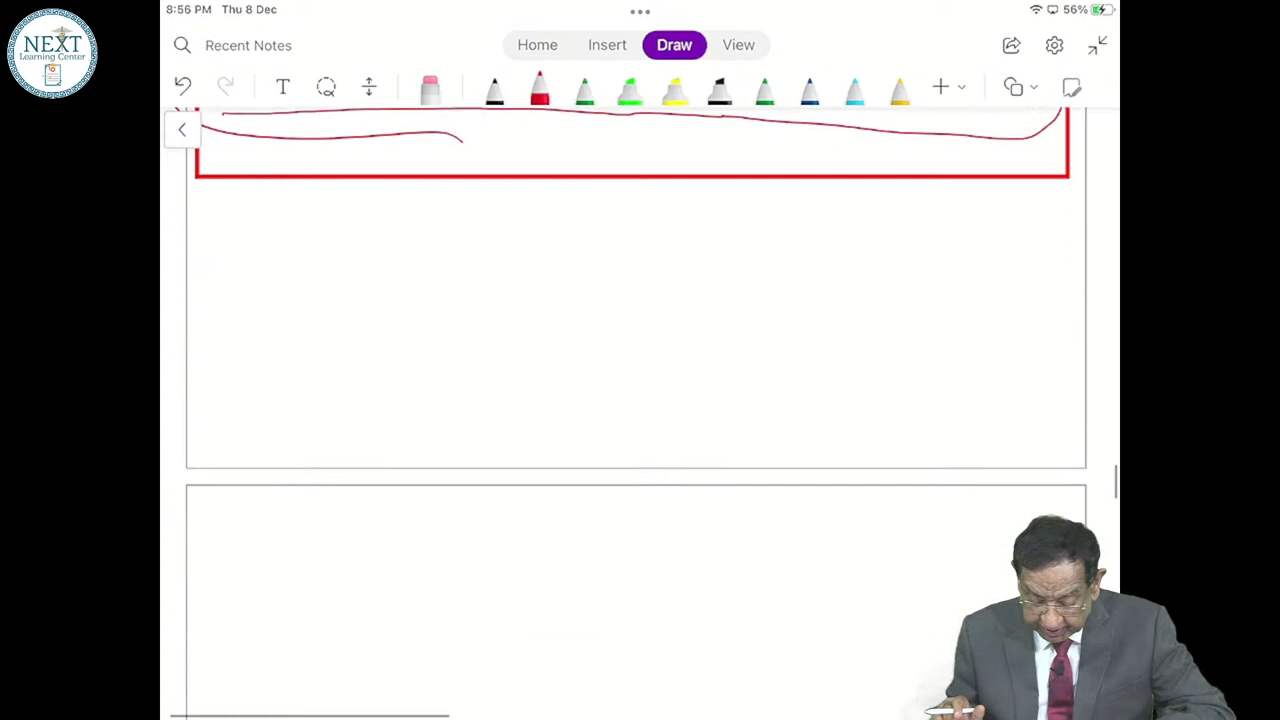 8:56 PM Thu 8 Dec
56%
NEXT
Learning Center
Recent Notes
Home Insert Draw View
T